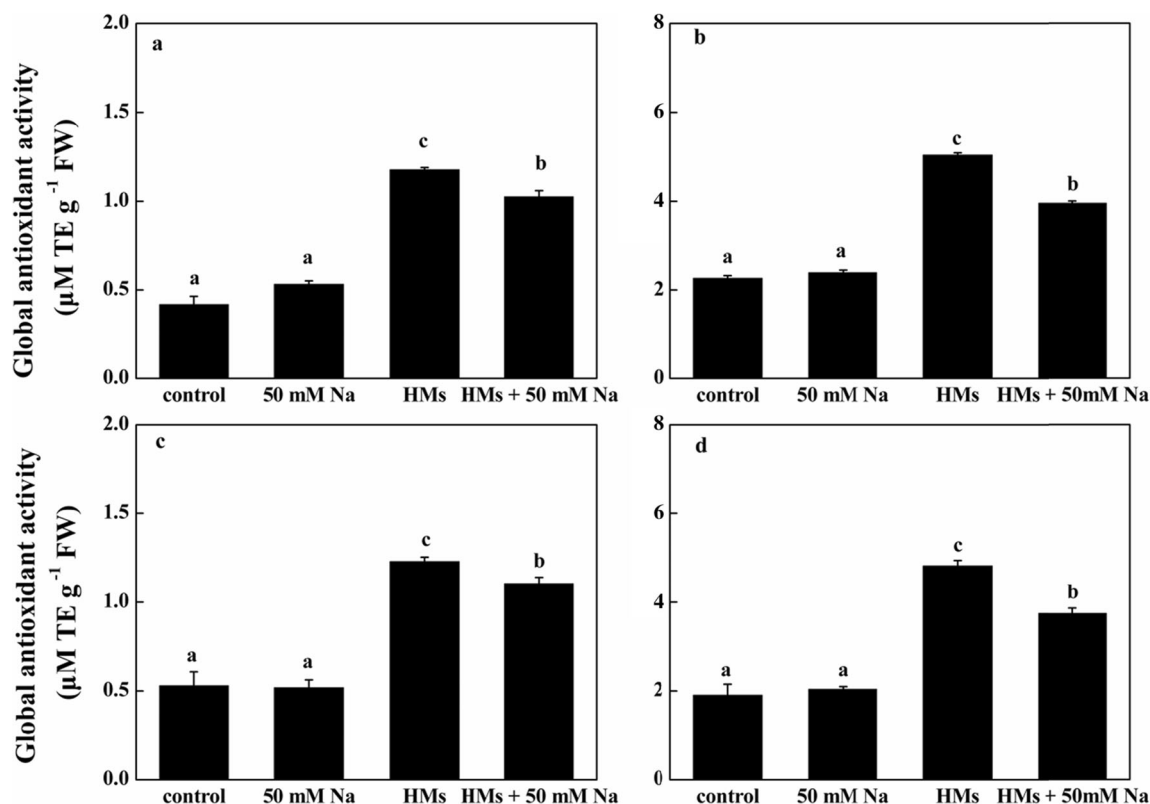 Global antioxidant activity
(µM TE g⁻¹ FW)
2.0
1.5
1.0
0.5
0.0
a
a
a
c
b
control
50 mM Na
HMs
HMs + 50 mM Na
8
6
4
2
0
b
a
a
c
b
control
50 mM Na
HMs
HMs + 50mM Na
Global antioxidant activity
(µM TE g⁻¹ FW)
2.0
1.5
1.0
0.5
0.0
c
a
a
c
b
control
50 mM Na
HMs
HMs + 50 mM Na
8
6
4
2
0
d
a
a
c
b
control
50 mM Na
HMs
HMs + 50mM Na